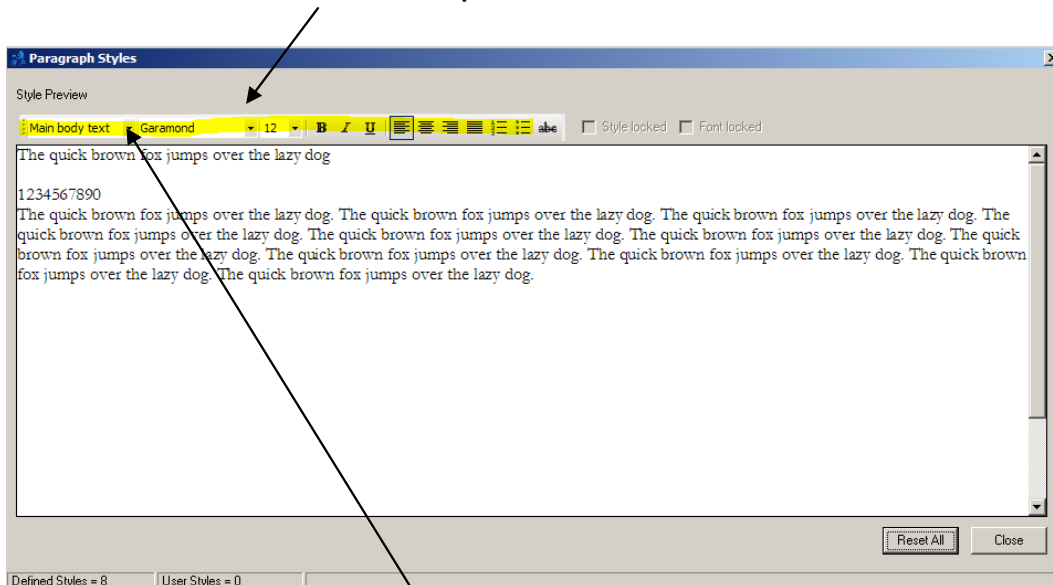 Paragraph Styles
Style Preview
Main body text Garamond 12 B I U abc Style locked Font locked
The quick brown fox jumps over the lazy dog
1234567890
The quick brown fox jumps over the lazy dog. The quick brown fox jumps over the lazy dog. The quick brown fox jumps over the lazy dog. The
quick brown fox jumps over the lazy dog. The quick brown fox jumps over the lazy dog. The quick brown fox jumps over the lazy dog. The quick
brown fox jumps over the lazy dog. The quick brown fox jumps over the lazy dog. The quick brown fox jumps over the lazy dog. The quick brown
fox jumps over the lazy dog. The quick brown fox jumps over the lazy dog.
Reset All Close
Defined Styles = 8 User Styles = 0